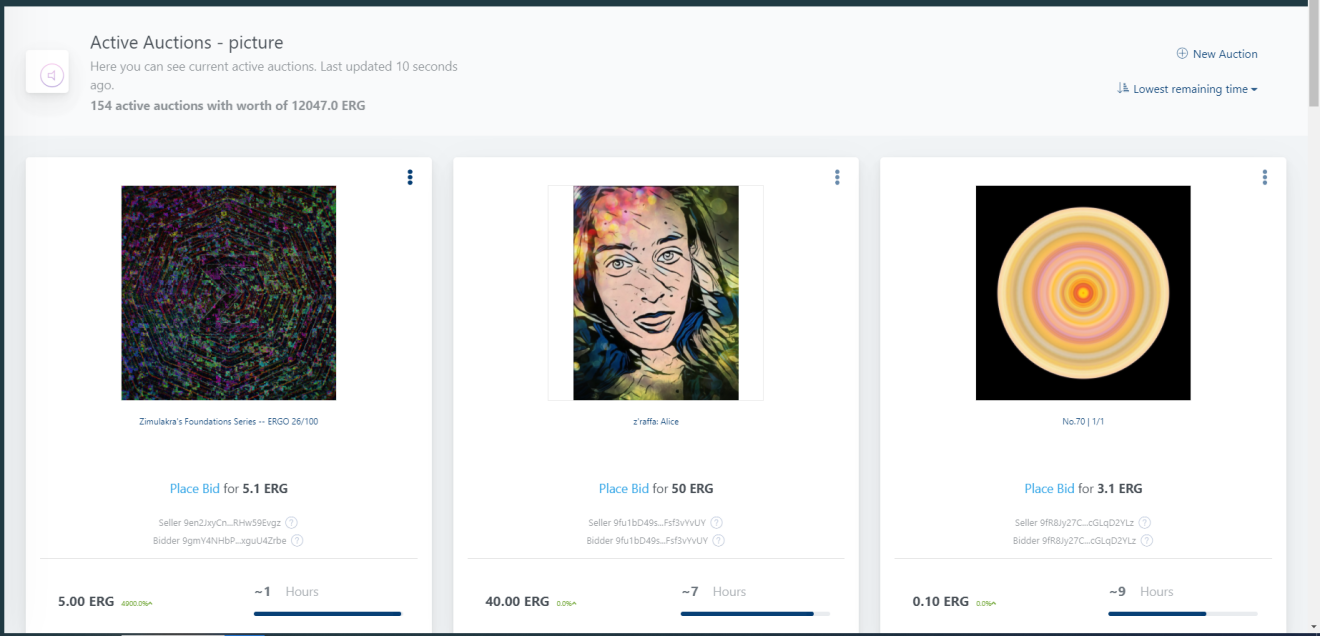 Active Auctions - picture
Here you can see current active auctions. Last updated 10 seconds
ago.
154 active auctions with worth of 12047.0 ERG
New Auction
Lowest remaining time
Zimulakra's Foundations Series -- ERGO 26/100
Place Bid for 5.1 ERG
Seller 9en2JxyCn...RHw59Evgz
Bidder 9gmY4NHbP...xguU4Zrbe
5.00 ERG 4900.0%
~1 Hours
z'raffa: Alice
Place Bid for 50 ERG
Seller 9fu1bD49s...Fsf3vYvUY
Bidder 9fu1bD49s...Fsf3vYvUY
40.00 ERG 0.0%
~7 Hours
No.70 | 1/1
Place Bid for 3.1 ERG
Seller 9fR8Jy27C...cGLqD2YLz
Bidder 9fR8Jy27C...cGLqD2YLz
0.10 ERG 0.0%
~9 Hours